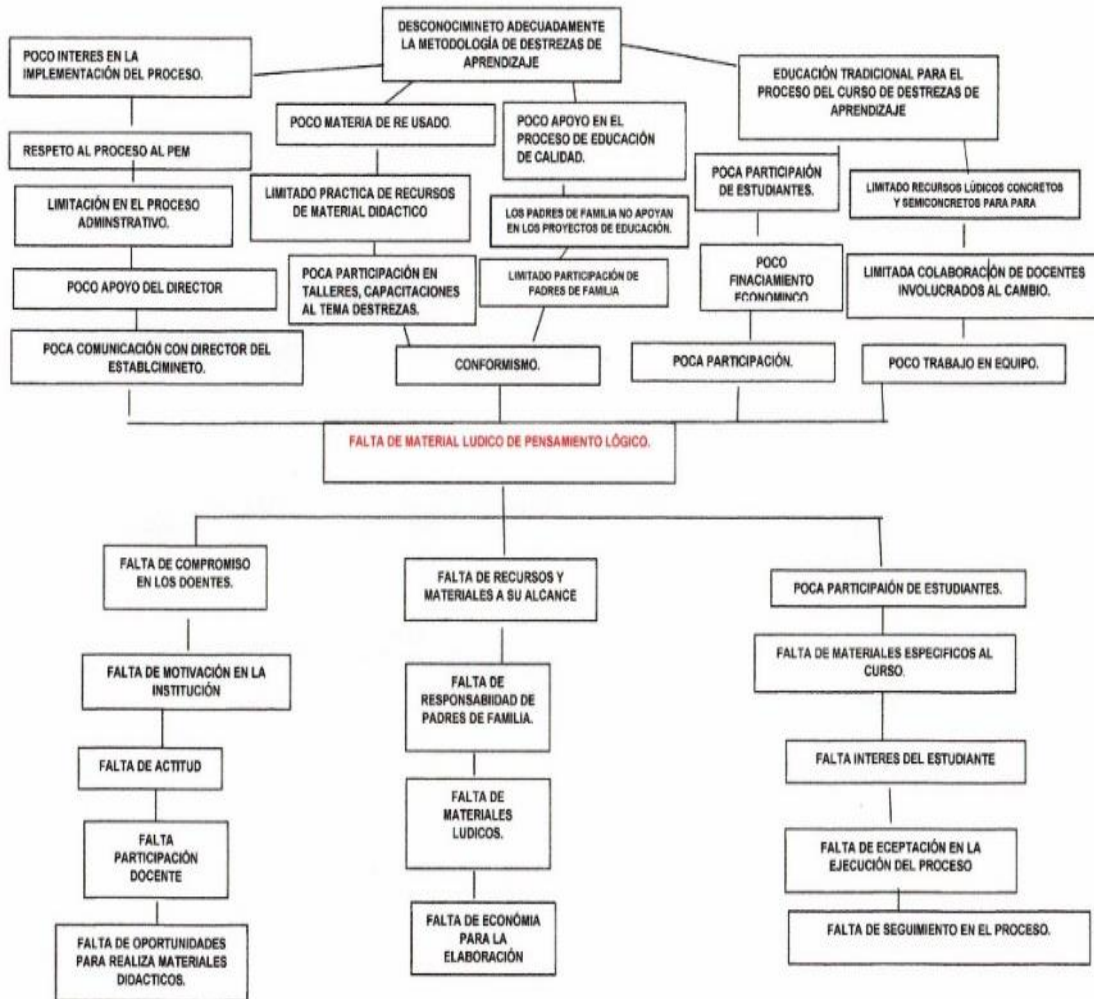 DESCONOCIMINETO ADECUADAMENTE
LA METODOLOGÍA DE DESTREZAS DE
APRENDIZAJE
POCO INTERES EN LA
IMPLEMENTACIÓN DEL PROCESO.
EDUCACIÓN TRADICIONAL PARA EL
PROCESO DEL CURSO DE DESTREZAS DE
APRENDIZAJE
POCO MATERIA DE RE USADO.
POCO APOYO EN EL
PROCESO DE EDUCACIÓN
DE CALIDAD.
RESPETO AL PROCESO AL PEM
POCA PARTICIPAIÓN
DE ESTUDIANTES.
LIMITADO RECURSOS LÚDICOS CONCRETOS
Y SEMICONCRETOS PARA PARA
LIMITACIÓN EN EL PROCESO
ADMINSTRATIVO.
LIMITADO PRACTICA DE RECURSOS
DE MATERIAL DIDACTICO
LOS PADRES DE FAMILIA NO APOYAN
EN LOS PROYECTOS DE EDUCACIÓN.
POCO APOYO DEL DIRECTOR
POCA PARTICIPACIÓN EN
TALLERES, CAPACITACIONES
AL TEMA DESTREZAS.
LIMITADO PARTICIPACIÓN DE
PADRES DE FAMILIA
POCO
FINACIAMIENTO
ECONOMINCO
LIMITADA COLABORACIÓN DE DOCENTES
INVOLUCRADOS AL CAMBIO.
POCA COMUNICACIÓN CON DIRECTOR DEL
ESTABLCIMINETO.
CONFORMISMO.
POCA PARTICIPACIÓN.
POCO TRABAJO EN EQUIPO.
FALTA DE MATERIAL LUDICO DE PENSAMIENTO LÓGICO.
FALTA DE COMPROMISO
EN LOS DOENTES.
FALTA DE RECURSOS Y
MATERIALES A SU ALCANCE
POCA PARTICIPAIÓN DE ESTUDIANTES.
FALTA DE MOTIVACIÓN EN LA
INSTITUCIÓN
FALTA DE
RESPONSABIIDAD DE
PADRES DE FAMILIA.
FALTA DE MATERIALES ESPECIFICOS AL
CURSO.
FALTA DE ACTITUD
FALTA DE
MATERIALES
LUDICOS.
FALTA INTERES DEL ESTUDIANTE
FALTA
PARTICIPACIÓN
DOCENTE
FALTA DE ECEPTACIÓN EN LA
EJECUCIÓN DEL PROCESO
FALTA DE OPORTUNIDADES
PARA REALIZA MATERIALES
DIDACTICOS.
FALTA DE ECONÓMIA
PARA LA
ELABORACIÓN
FALTA DE SEGUIMIENTO EN EL PROCESO.